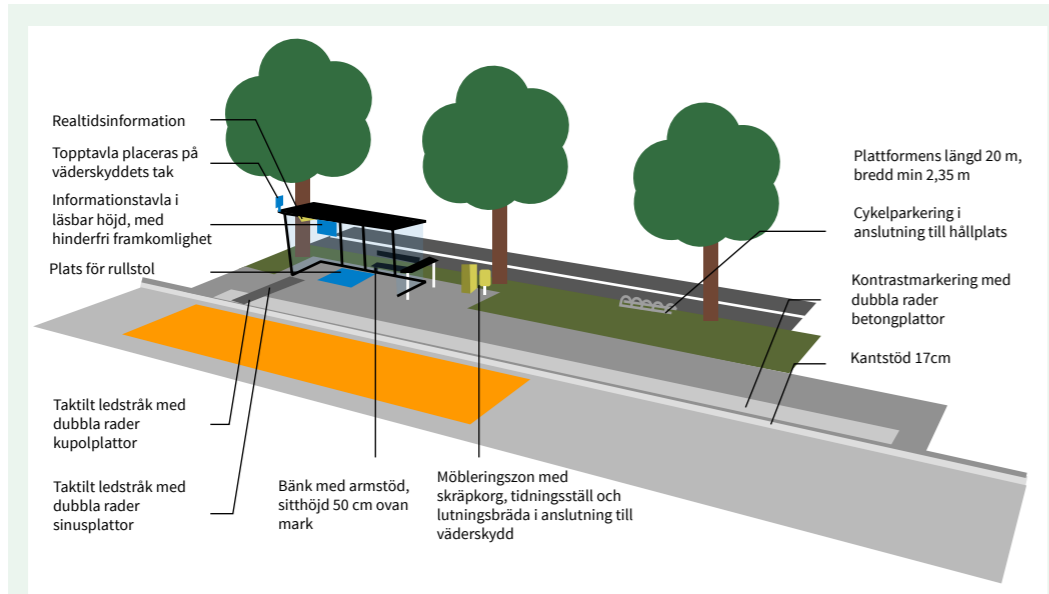 Realtidsinformation
Topptavla placeras på
väderskyddets tak
Informationstavla i
läsbar höjd, med
hinderfri framkomlighet
Plats för rullstol
Taktilt ledstråk med
dubbla rader
kupolplattor
Taktilt ledstråk med
dubbla rader
sinusplattor
Bänk med armstöd,
sitthöjd 50 cm ovan
mark
Möbleringszon med
skräpkorg, tidningsställ och
lutningsbräda i anslutning till
väderskydd
Plattformens längd 20 m,
bredd min 2,35 m
Cykelparkering i
anslutning till hållplats
Kontrastmarkering med
dubbla rader
betongplattor
Kantstöd 17cm